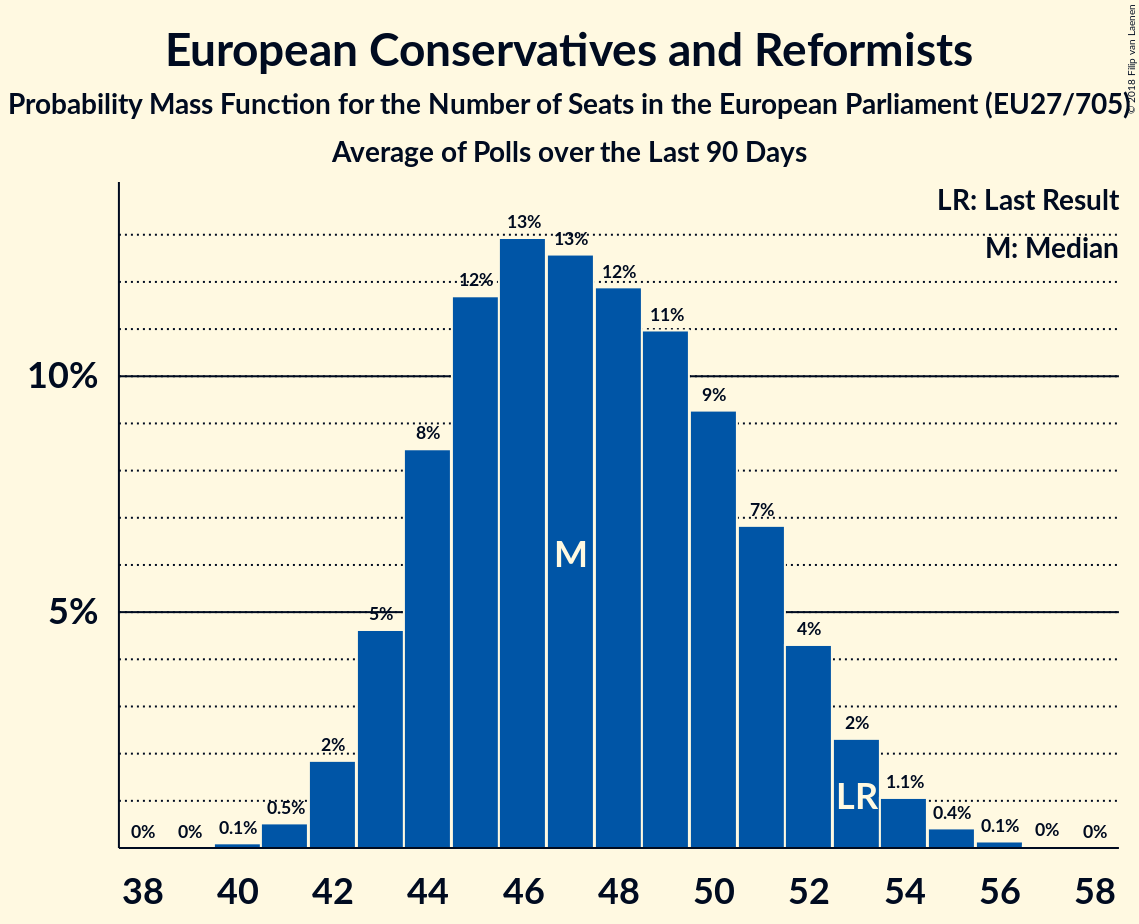 European Conservatives and Reformists
Probability Mass Function for the Number of Seats in the European Parliament (EU27/705)
Average of Polls over the Last 90 Days
© 2018 Filip van Laenen
LR: Last Result
M: Median
10%
5%
0%
0%
0.1%
0.5%
2%
5%
8%
12%
13%
13%
12%
11%
9%
7%
4%
2%
1.1%
0.4%
0.1%
0%
0%
M
LR
38 40 42 44 46 48 50 52 54 56 58